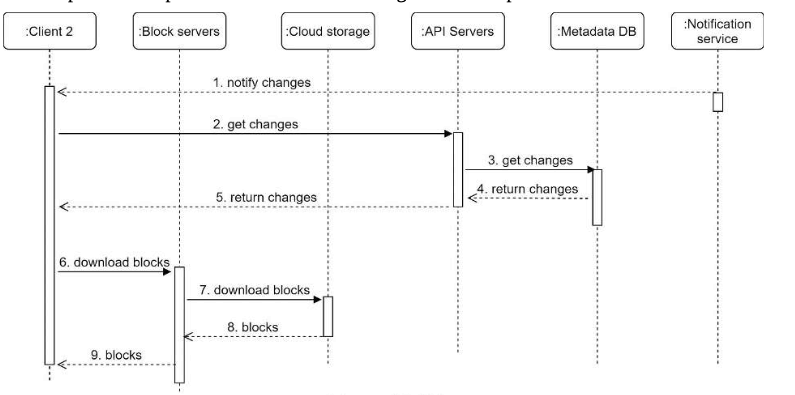 :Client 2
:Block servers
:Cloud storage
:API Servers
:Metadata DB
:Notification
service
1. notify changes
2. get changes
3. get changes
4. return changes
5. return changes
6. download blocks
7. download blocks
8. blocks
9. blocks